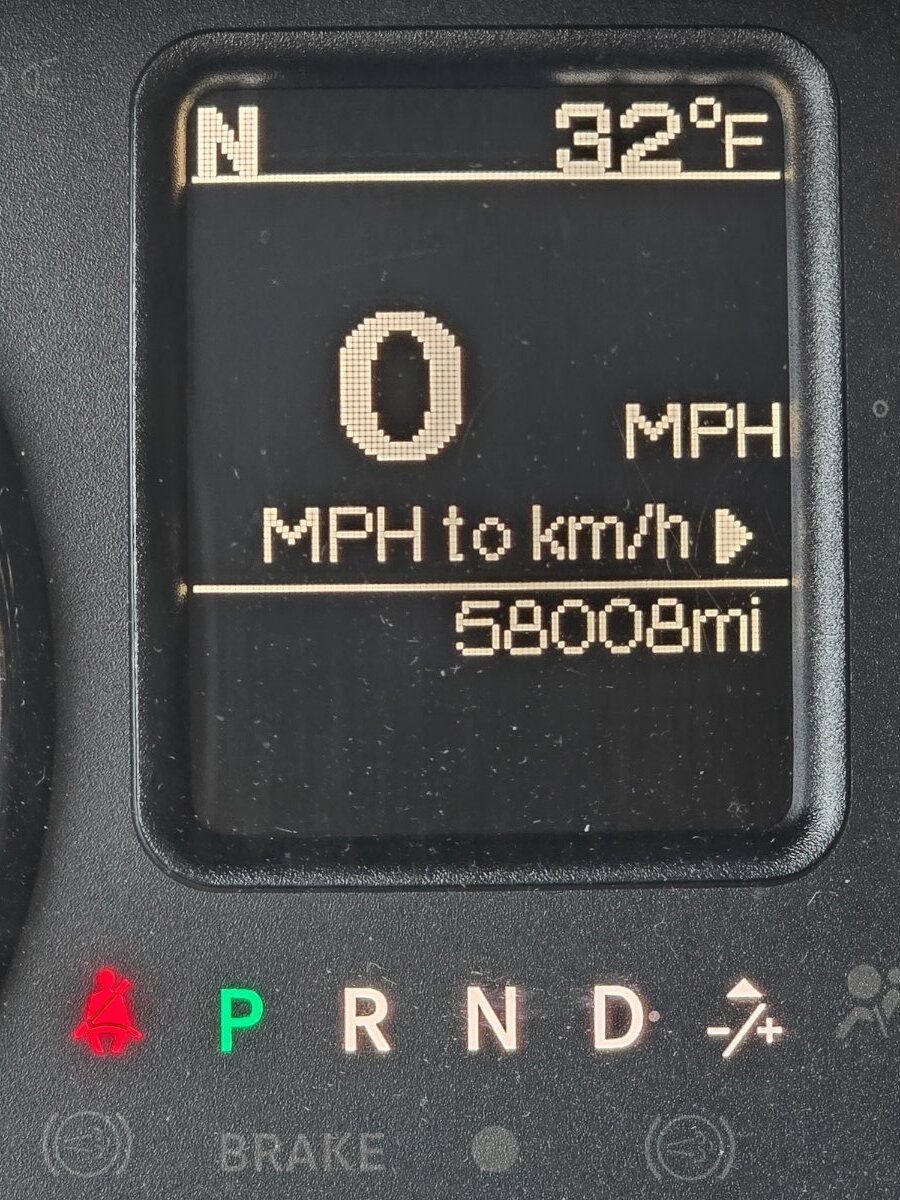 N 32°F
0 MPH
MPH to km/h
58008mi
P R N D -/+
BRAKE